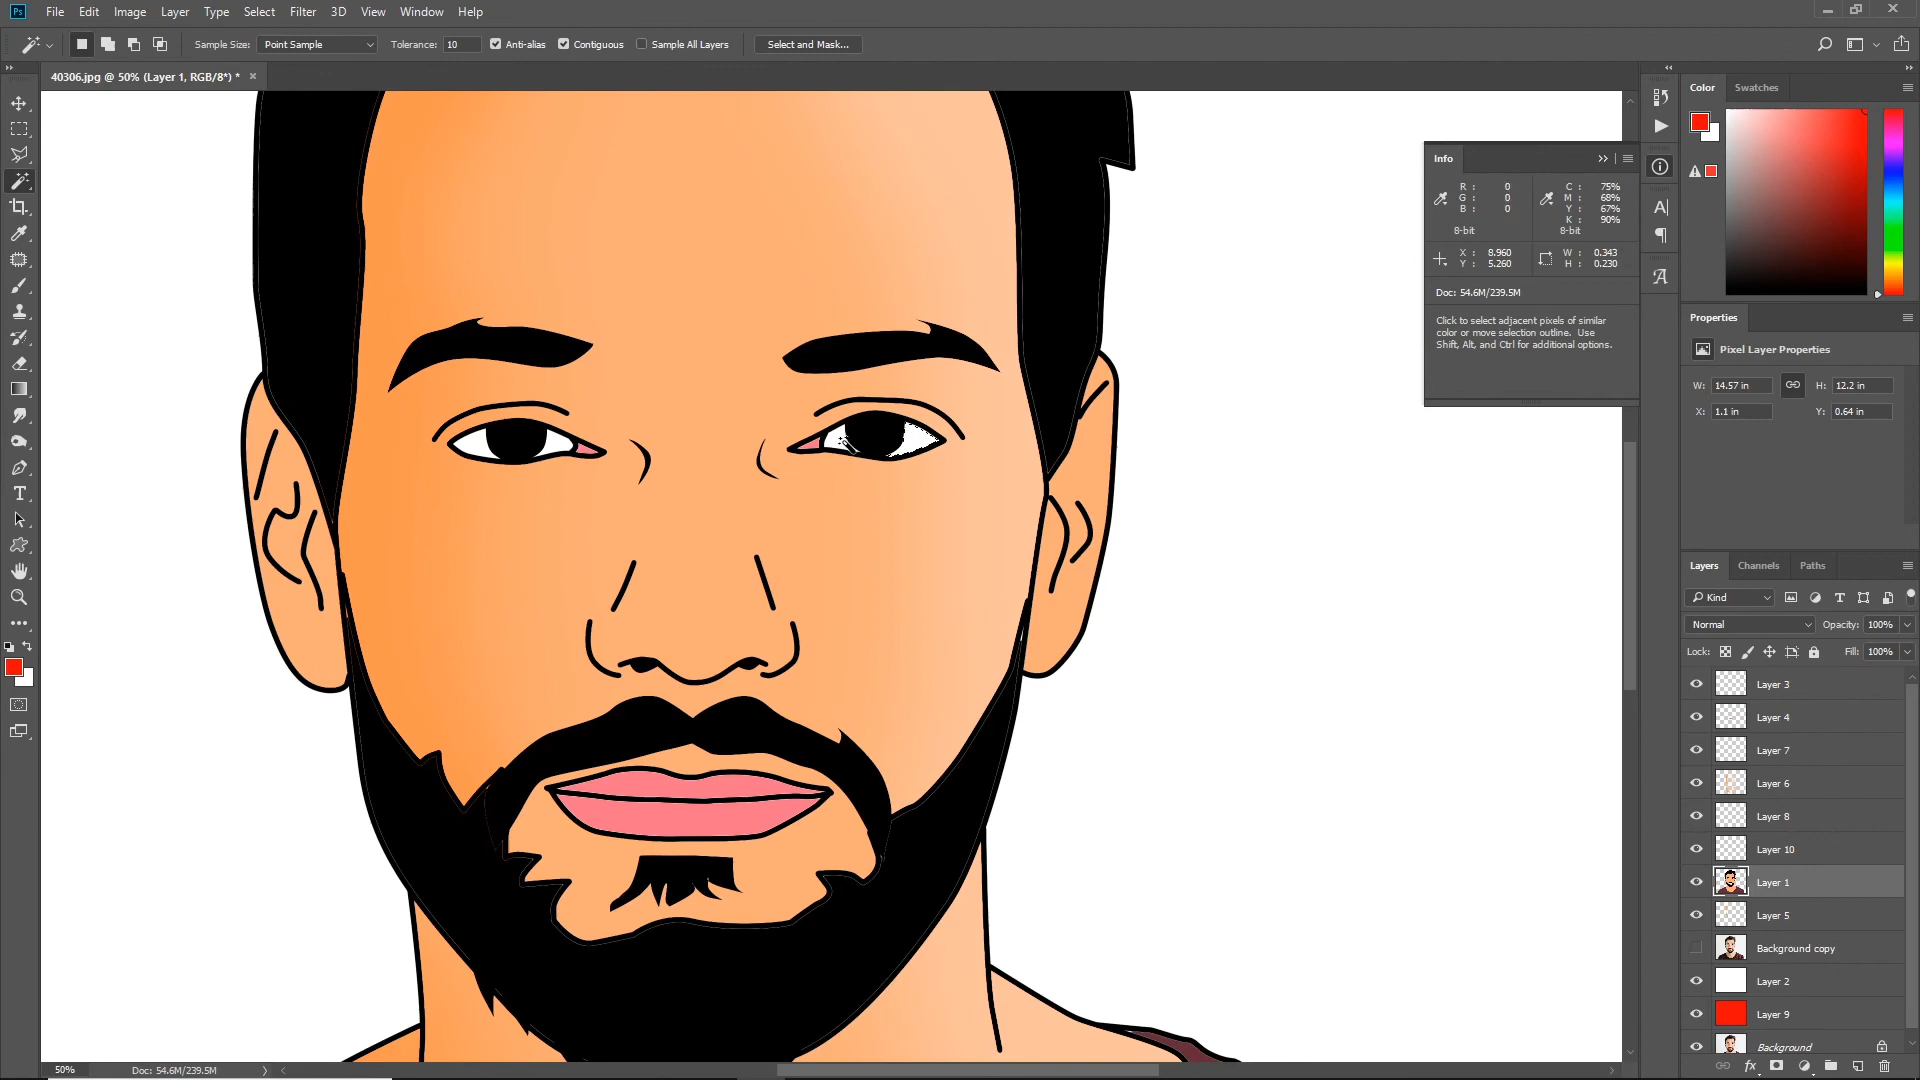 Ps File Edit Image Layer Type Select Filter 3D View Window Help
Sample Size: Point Sample Tolerance: 10 Anti-alias Contiguous Sample All Layers Select and Mask...
40306.jpg @ 50% (Layer 1, RGB/8*) * ×
Color Swatches
Info
R : 0 C : 75%
G : 0 M : 68%
B : 0 Y : 67%
K : 90%
8-bit 8-bit
X : 8.960 W : 0.343
Y : 5.260 H : 0.230
Doc: 54.6M/239.5M
Click to select adjacent pixels of similar
color or move selection outline. Use
Shift, Alt, and Ctrl for additional options.
Properties
Pixel Layer Properties
W: 14.57 in H: 12.2 in
X: 1.1 in Y: 0.64 in
Layers Channels Paths
Kind
Normal Opacity: 100%
Lock: Fill: 100%
Layer 3
Layer 4
Layer 7
Layer 6
Layer 8
Layer 10
Layer 1
Layer 5
Background copy
Layer 2
Layer 9
Background
fx
50% Doc: 54.6M/239.5M